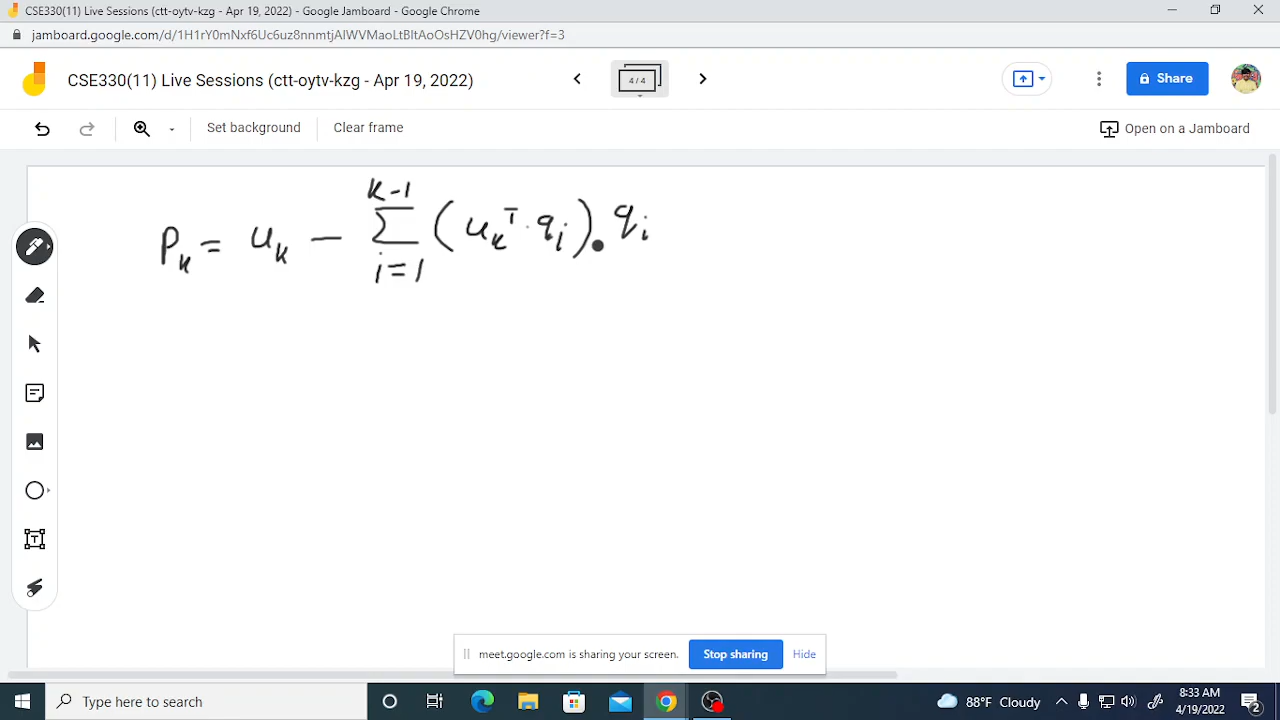 CSE330(11) Live Sessions (ctt-oytv-kzg - Apr 19, 2022) - Google Jamboard - Google Chrome
jamboard.google.com/d/1H1rY0mNxf6Uc6uz8nnmtjAIWVMaoLtBltAoOsHZV0hg/viewer?f=3
CSE330(11) Live Sessions (ctt-oytv-kzg - Apr 19, 2022)
4 / 4
Share
Set background
Clear frame
Open on a Jamboard
P_k = u_k - \sum_{i=1}^{k-1} (u_k^T · q_i) . q_i
meet.google.com is sharing your screen.
Stop sharing
Hide
Type here to search
88°F Cloudy
8:33 AM
4/19/2022
2